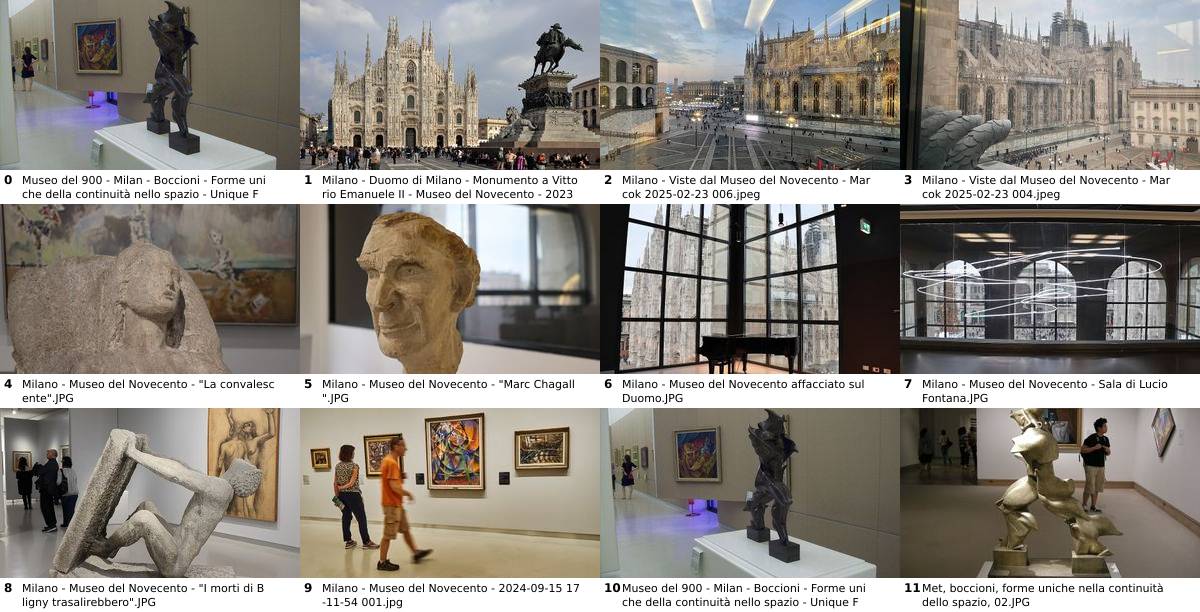 0 Museo del 900 - Milan - Boccioni - Forme uni
che della continuità nello spazio - Unique F
1 Milano - Duomo di Milano - Monumento a Vitto
rio Emanuele II - Museo del Novecento - 2023
2 Milano - Viste dal Museo del Novecento - Mar
cok 2025-02-23 006.jpeg
3 Milano - Viste dal Museo del Novecento - Mar
cok 2025-02-23 004.jpeg
4 Milano - Museo del Novecento - "La convalesc
ente".JPG
5 Milano - Museo del Novecento - "Marc Chagall
".JPG
6 Milano - Museo del Novecento affacciato sul
Duomo.JPG
7 Milano - Museo del Novecento - Sala di Lucio
Fontana.JPG
8 Milano - Museo del Novecento - "I morti di B
ligny trasalirebbero".JPG
9 Milano - Museo del Novecento - 2024-09-15 17
-11-54 001.jpg
10 Museo del 900 - Milan - Boccioni - Forme uni
che della continuità nello spazio - Unique F
11 Met, boccioni, forme uniche nella continuità
dello spazio, 02.JPG